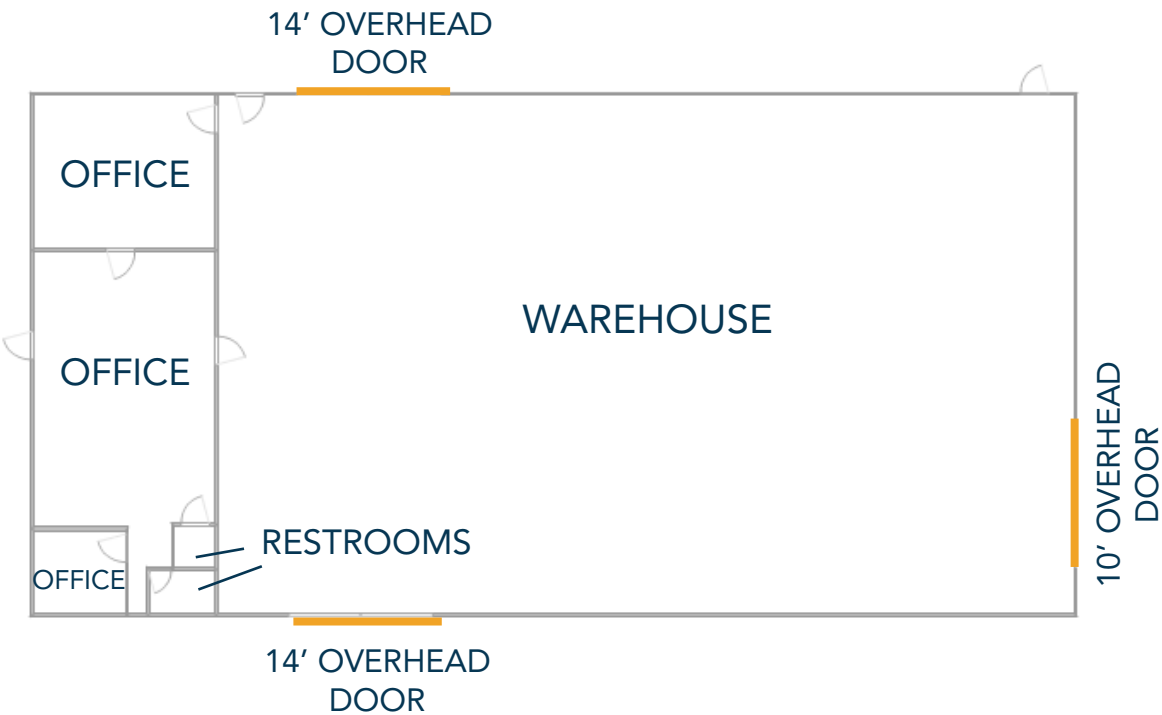 14’ OVERHEAD
DOOR
OFFICE
WAREHOUSE
OFFICE
10’ OVERHEAD
DOOR
RESTROOMS
OFFICE
14’ OVERHEAD
DOOR